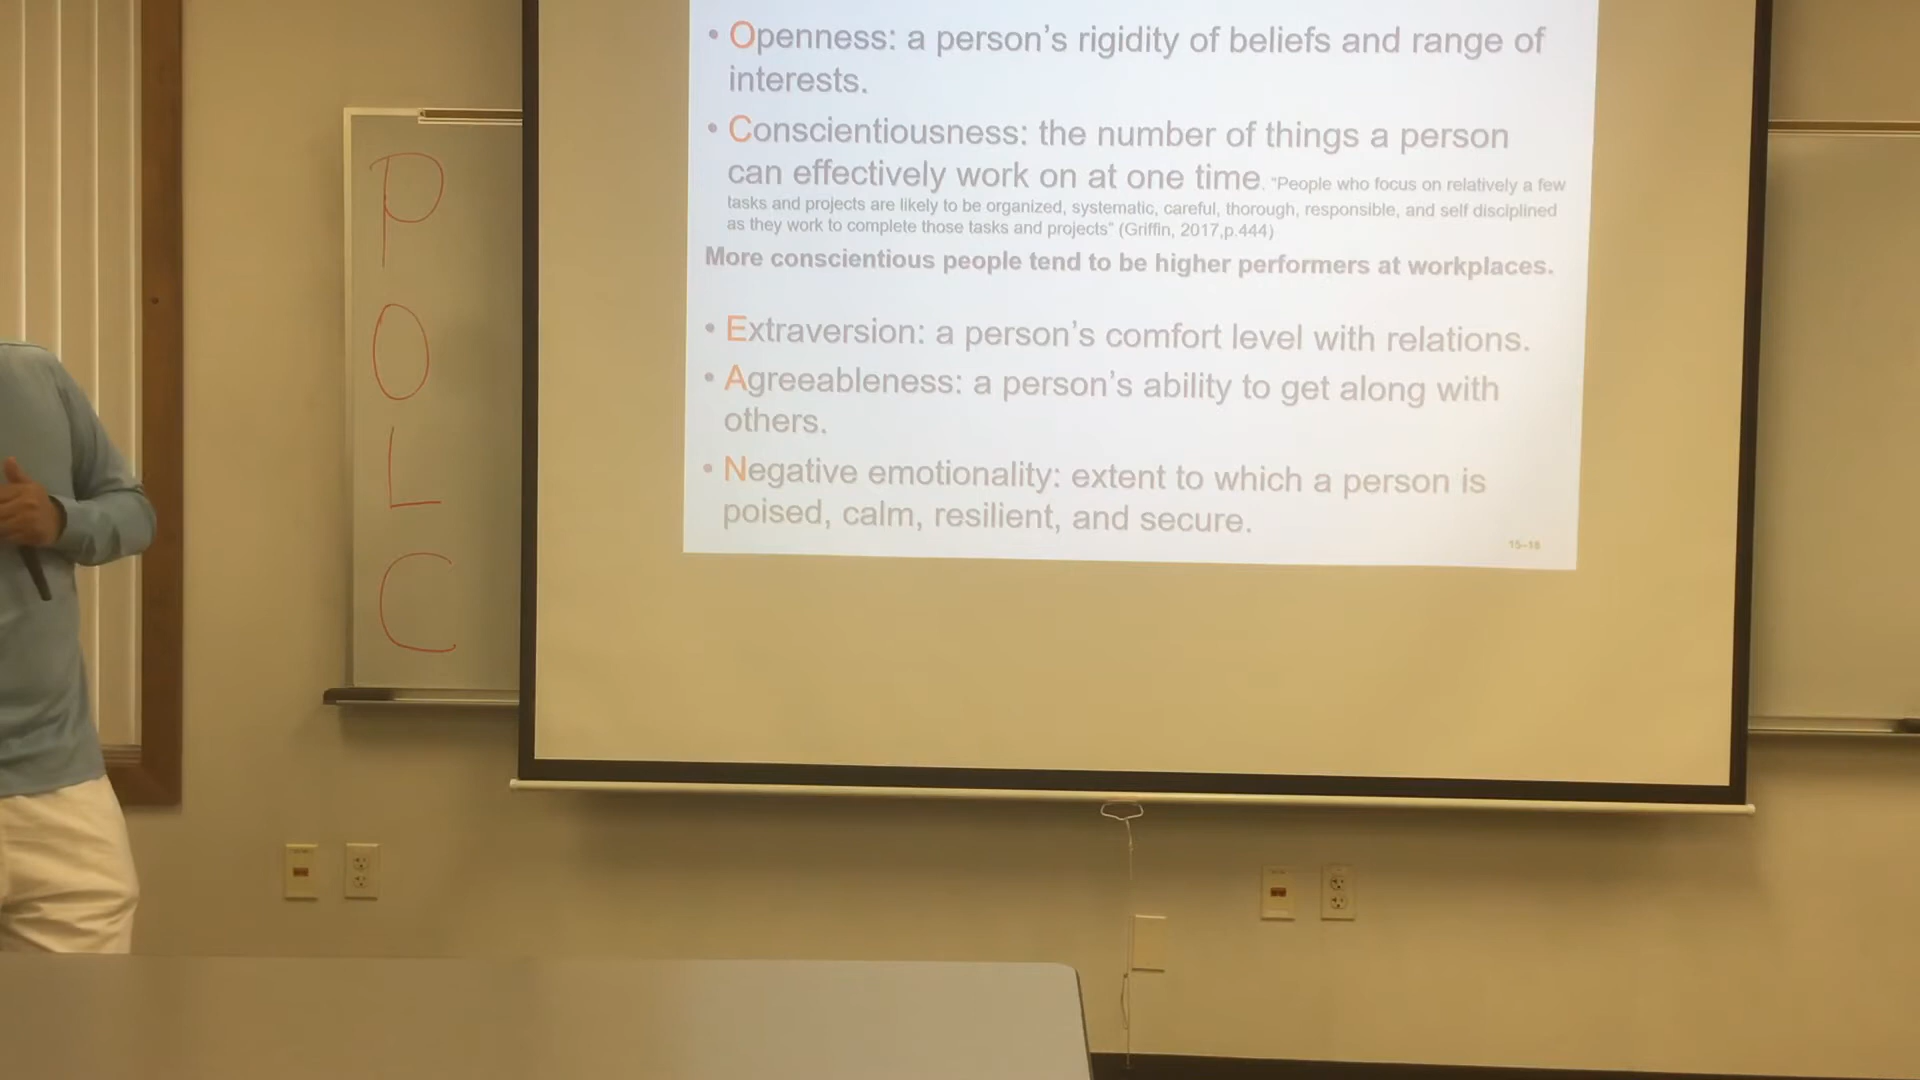 P
O
L
C
• Openness: a person’s rigidity of beliefs and range of
interests.
• Conscientiousness: the number of things a person
can effectively work on at one time. “People who focus on relatively a few
tasks and projects are likely to be organized, systematic, careful, thorough, responsible, and self disciplined
as they work to complete those tasks and projects” (Griffin, 2017,p.444)
More conscientious people tend to be higher performers at workplaces.
• Extraversion: a person’s comfort level with relations.
• Agreeableness: a person’s ability to get along with
others.
• Negative emotionality: extent to which a person is
poised, calm, resilient, and secure.
15–18